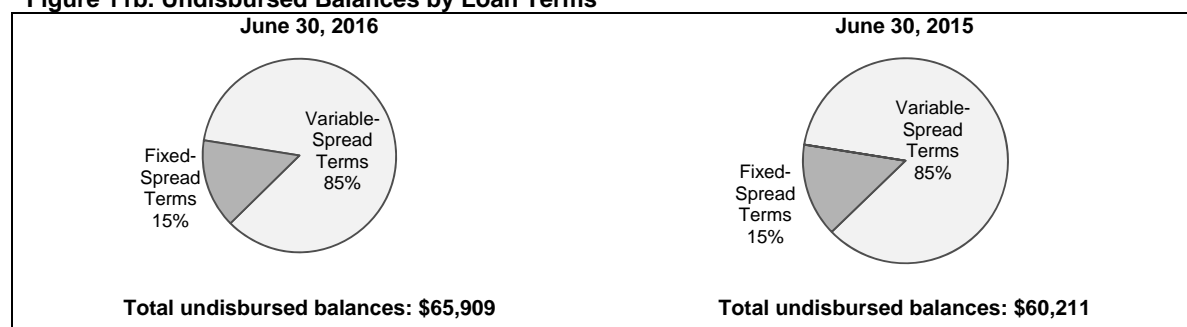 Figure 11b: Undisbursed Balances by Loan Terms
June 30, 2016
June 30, 2015
Variable-
Spread
Terms
85%
Fixed-
Spread
Terms
15%
Variable-
Spread
Terms
85%
Fixed-
Spread
Terms
15%
Total undisbursed balances: $65,909
Total undisbursed balances: $60,211